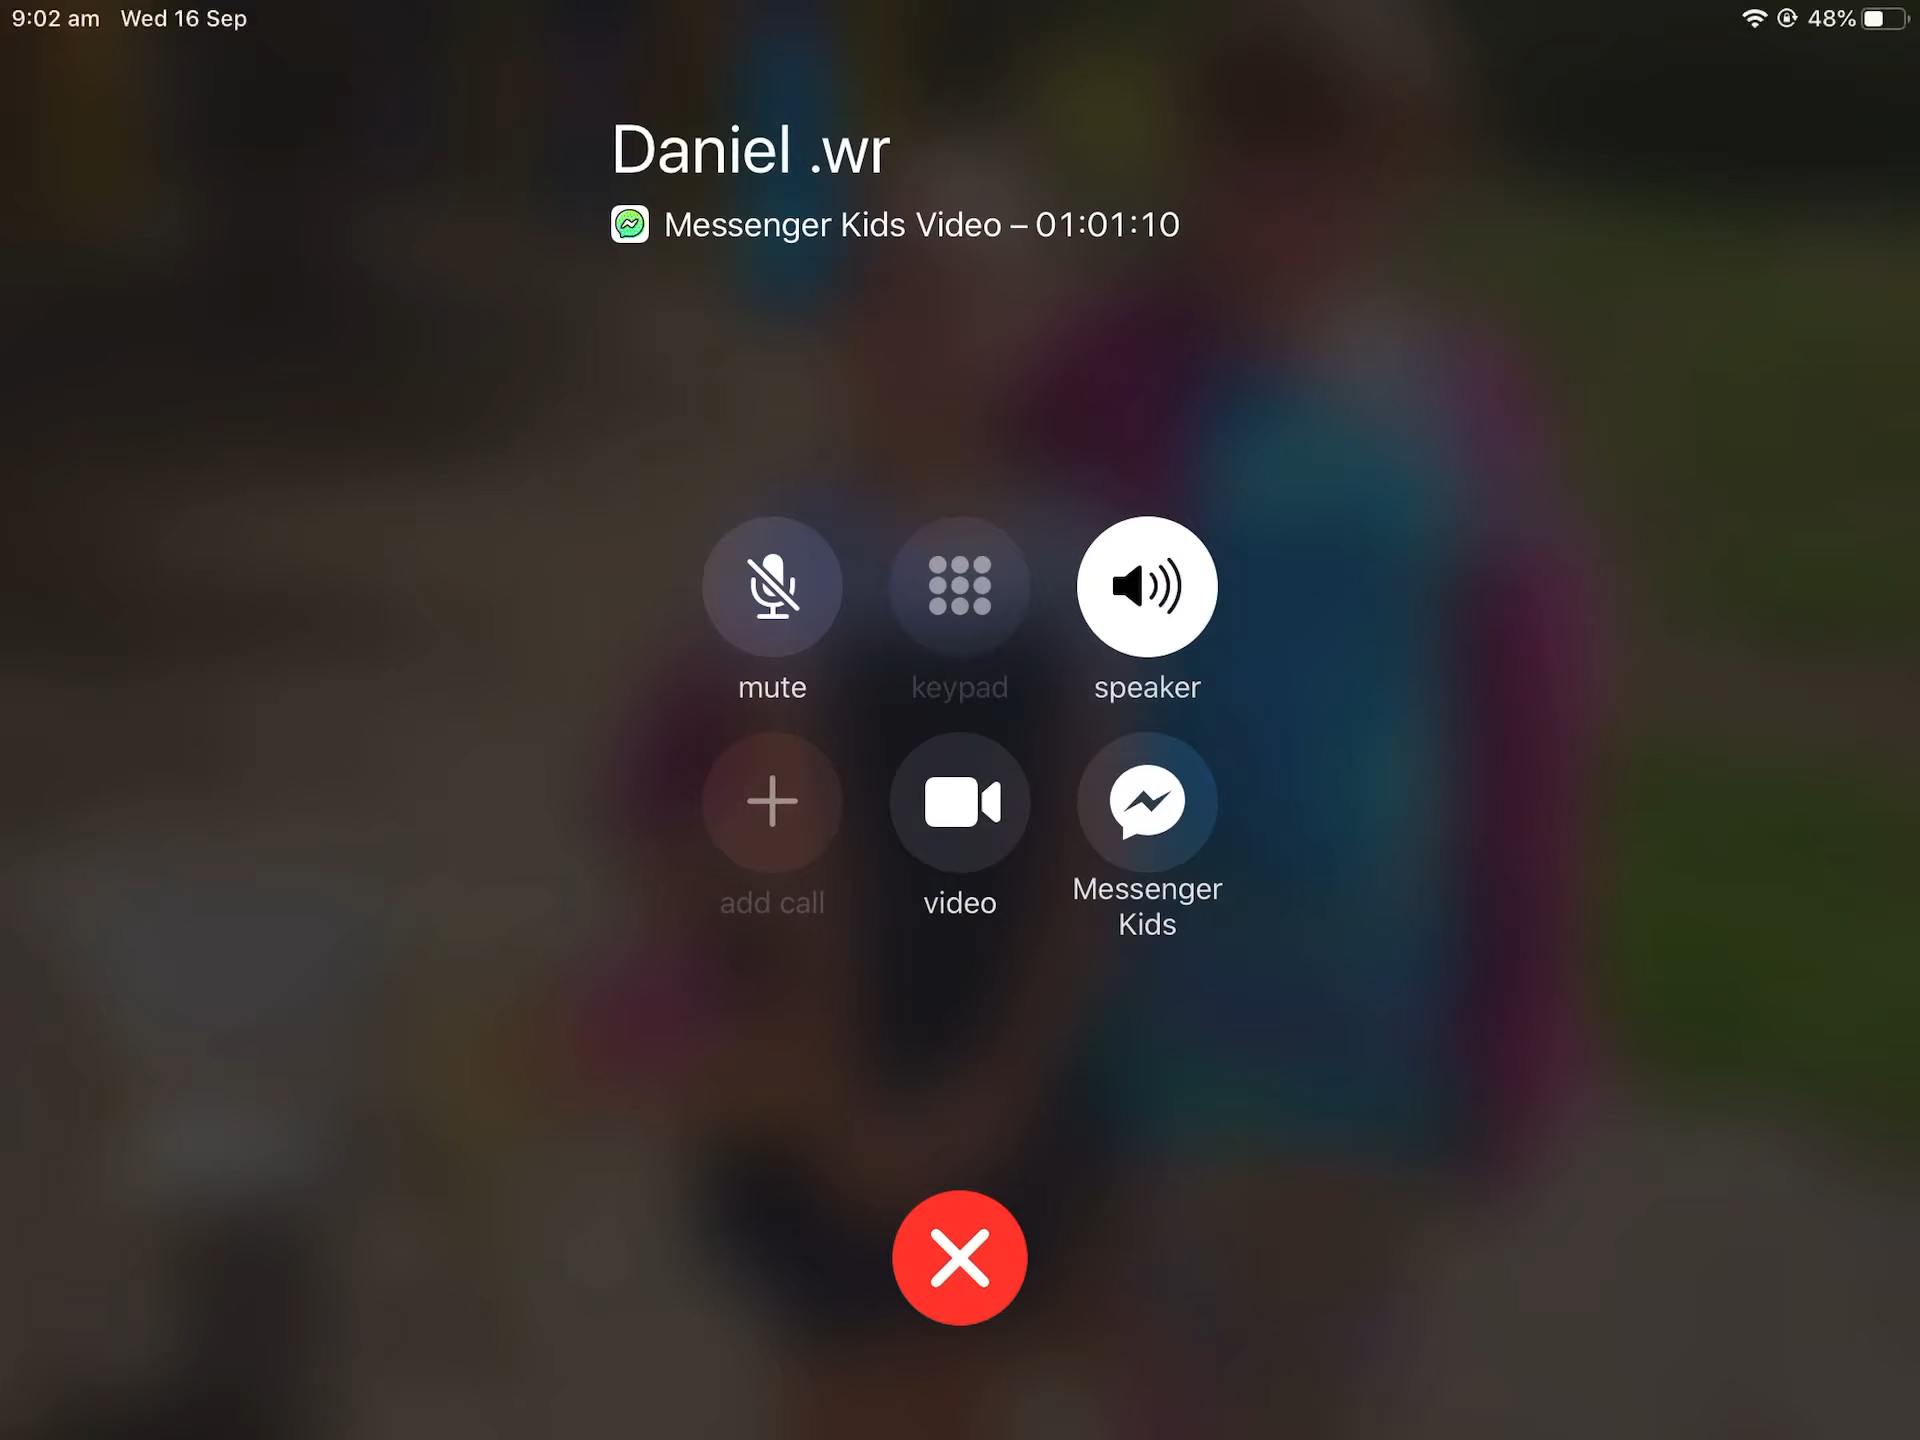 9:02 am Wed 16 Sep
48%
Daniel .wr
Messenger Kids Video – 01:01:10
mute
keypad
speaker
add call
video
Messenger
Kids